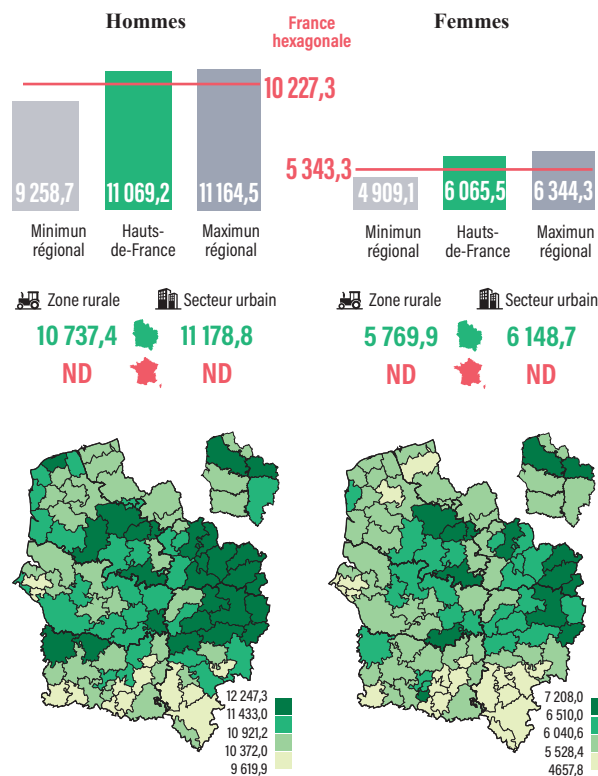 Hommes
France
hexagonale
Femmes
10 227,3
5 343,3
9 258,7
11 069,2
11 164,5
4 909,1
6 065,5
6 344,3
Minimun
régional
Hauts-
de-France
Maximun
régional
Minimun
régional
Hauts-
de-France
Maximun
régional
Zone rurale
Secteur urbain
Zone rurale
Secteur urbain
10 737,4
11 178,8
5 769,9
6 148,7
ND
ND
ND
ND
12 247,3
11 433,0
10 921,2
10 372,0
9 619,9
7 208,0
6 510,0
6 040,6
5 528,4
4657,8